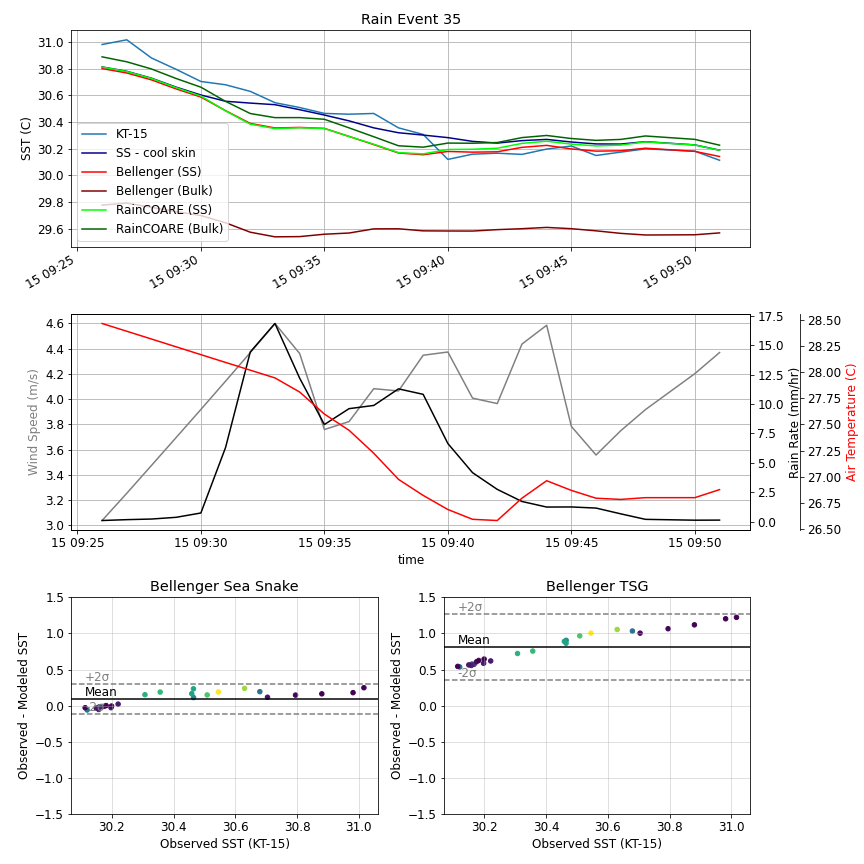 Rain Event 35
31.0
30.8
30.6
30.4
30.2
30.0
29.8
29.6
SST (C)
KT-15
SS - cool skin
Bellenger (SS)
Bellenger (Bulk)
RainCOARE (SS)
RainCOARE (Bulk)
15 09:25
15 09:30
15 09:35
15 09:40
15 09:45
15 09:50
4.6
4.4
4.2
4.0
3.8
3.6
3.4
3.2
3.0
Wind Speed (m/s)
17.5
15.0
12.5
10.0
7.5
5.0
2.5
0.0
Rain Rate (mm/hr)
28.50
28.25
28.00
27.75
27.50
27.25
27.00
26.75
26.50
Air Temperature (C)
15 09:25
15 09:30
15 09:35
15 09:40
15 09:45
15 09:50
time
Bellenger Sea Snake
1.5
1.0
0.5
0.0
−0.5
−1.0
−1.5
Observed - Modeled SST
+2σ
Mean
-2σ
30.2
30.4
30.6
30.8
31.0
Observed SST (KT-15)
Bellenger TSG
1.5
1.0
0.5
0.0
−0.5
−1.0
−1.5
Observed - Modeled SST
+2σ
Mean
-2σ
30.2
30.4
30.6
30.8
31.0
Observed SST (KT-15)